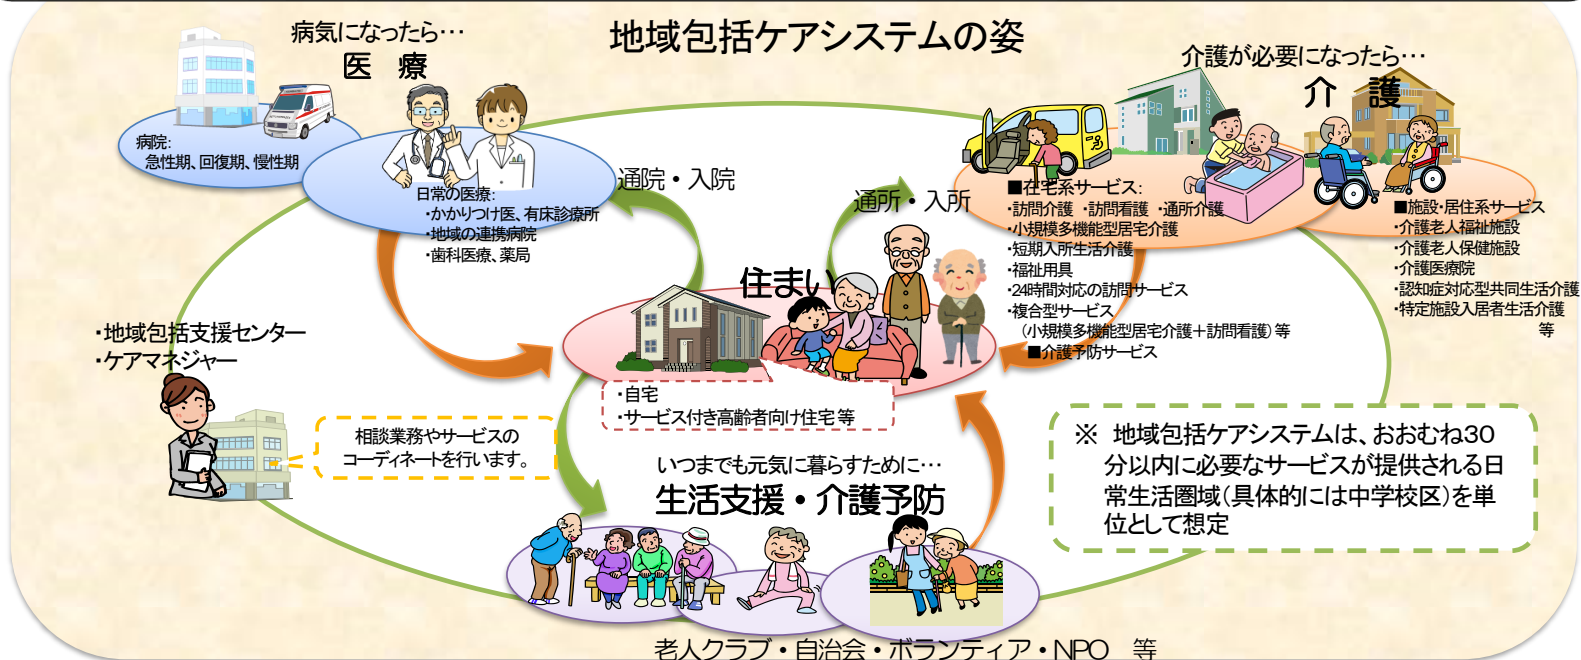 地域包括ケアシステムの姿
病気になったら…
医 療
病院：
急性期、回復期、慢性期
日常の医療：
・かかりつけ医、有床診療所
・地域の連携病院
・歯科医療、薬局
通院・入院
通所・入所
介護が必要になったら…
介 護
■在宅系サービス：
・訪問介護 ・訪問看護 ・通所介護
・小規模多機能型居宅介護
・短期入所生活介護
・福祉用具
・24時間対応の訪問サービス
・複合型サービス
（小規模多機能型居宅介護＋訪問看護）等
■介護予防サービス
■施設・居住系サービス
・介護老人福祉施設
・介護老人保健施設
・介護医療院
・認知症対応型共同生活介護
・特定施設入居者生活介護
等
住まい
・自宅
・サービス付き高齢者向け住宅 等
・地域包括支援センター
・ケアマネジャー
相談業務やサービスの
コーディネートを行います。
いつまでも元気に暮らすために…
生活支援・介護予防
老人クラブ・自治会・ボランティア・NPO 等
※ 地域包括ケアシステムは、おおむね30
分以内に必要なサービスが提供される日
常生活圏域（具体的には中学校区）を単
位として想定